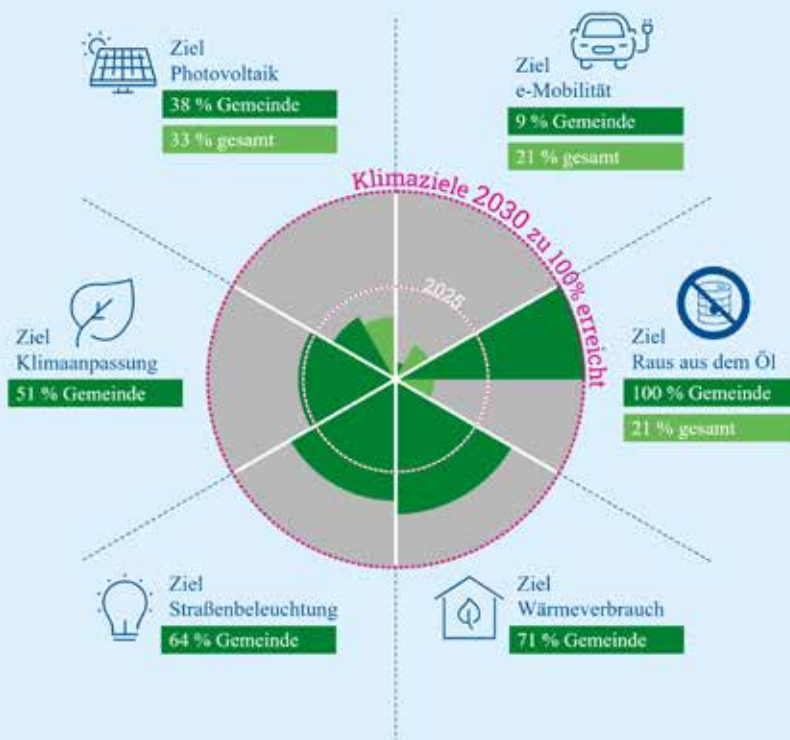 Ziel
Photovoltaik
38 % Gemeinde
33 % gesamt
Ziel
e-Mobilität
9 % Gemeinde
21 % gesamt
Klimaziele 2030 zu 100% erreicht
2025
Ziel
Klimaanpassung
51 % Gemeinde
Ziel
Raus aus dem Öl
100 % Gemeinde
21 % gesamt
Ziel
Straßenbeleuchtung
64 % Gemeinde
Ziel
Wärmeverbrauch
71 % Gemeinde